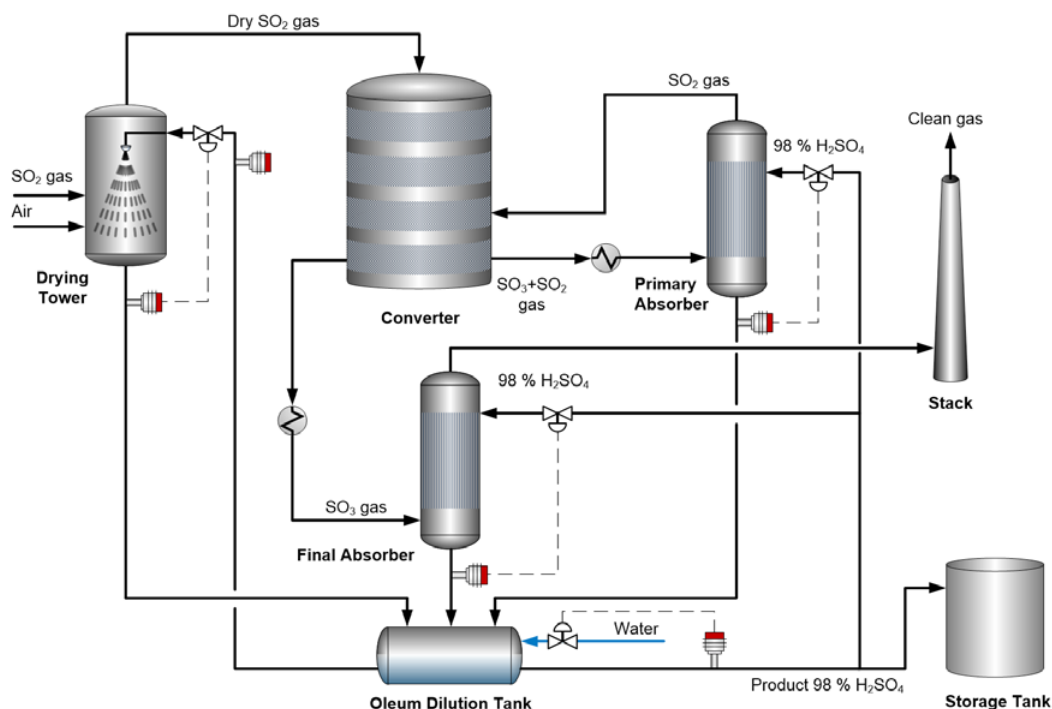 Dry SO₂ gas
SO₂ gas
Clean gas
98 % H₂SO₄
SO₂ gas
Air
Drying
Tower
SO₃+SO₂
gas
Primary
Absorber
Converter
98 % H₂SO₄
Stack
SO₃ gas
Final Absorber
Water
Product 98 % H₂SO₄
Oleum Dilution Tank
Storage Tank